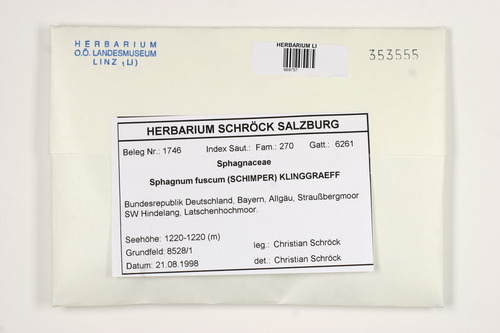 HERBARIUM
O.Ö. LANDESMUSEUM
LINZ (LI)
HERBARIUM LI
353555
HERBARIUM SCHRÖCK SALZBURG
Beleg Nr.: 1746 Index Saut.: Fam.: 270 Gatt.: 6261
Sphagnaceae
Sphagnum fuscum (SCHIMPER) KLINGGRAEFF
Bundesrepublik Deutschland, Bayern, Allgäu, Straußbergmoor
SW Hindelang, Latschenhochmoor.
Seehöhe: 1220-1220 (m)
Grundfeld: 8528/1 leg.: Christian Schröck
Datum: 21.08.1998 det.: Christian Schröck